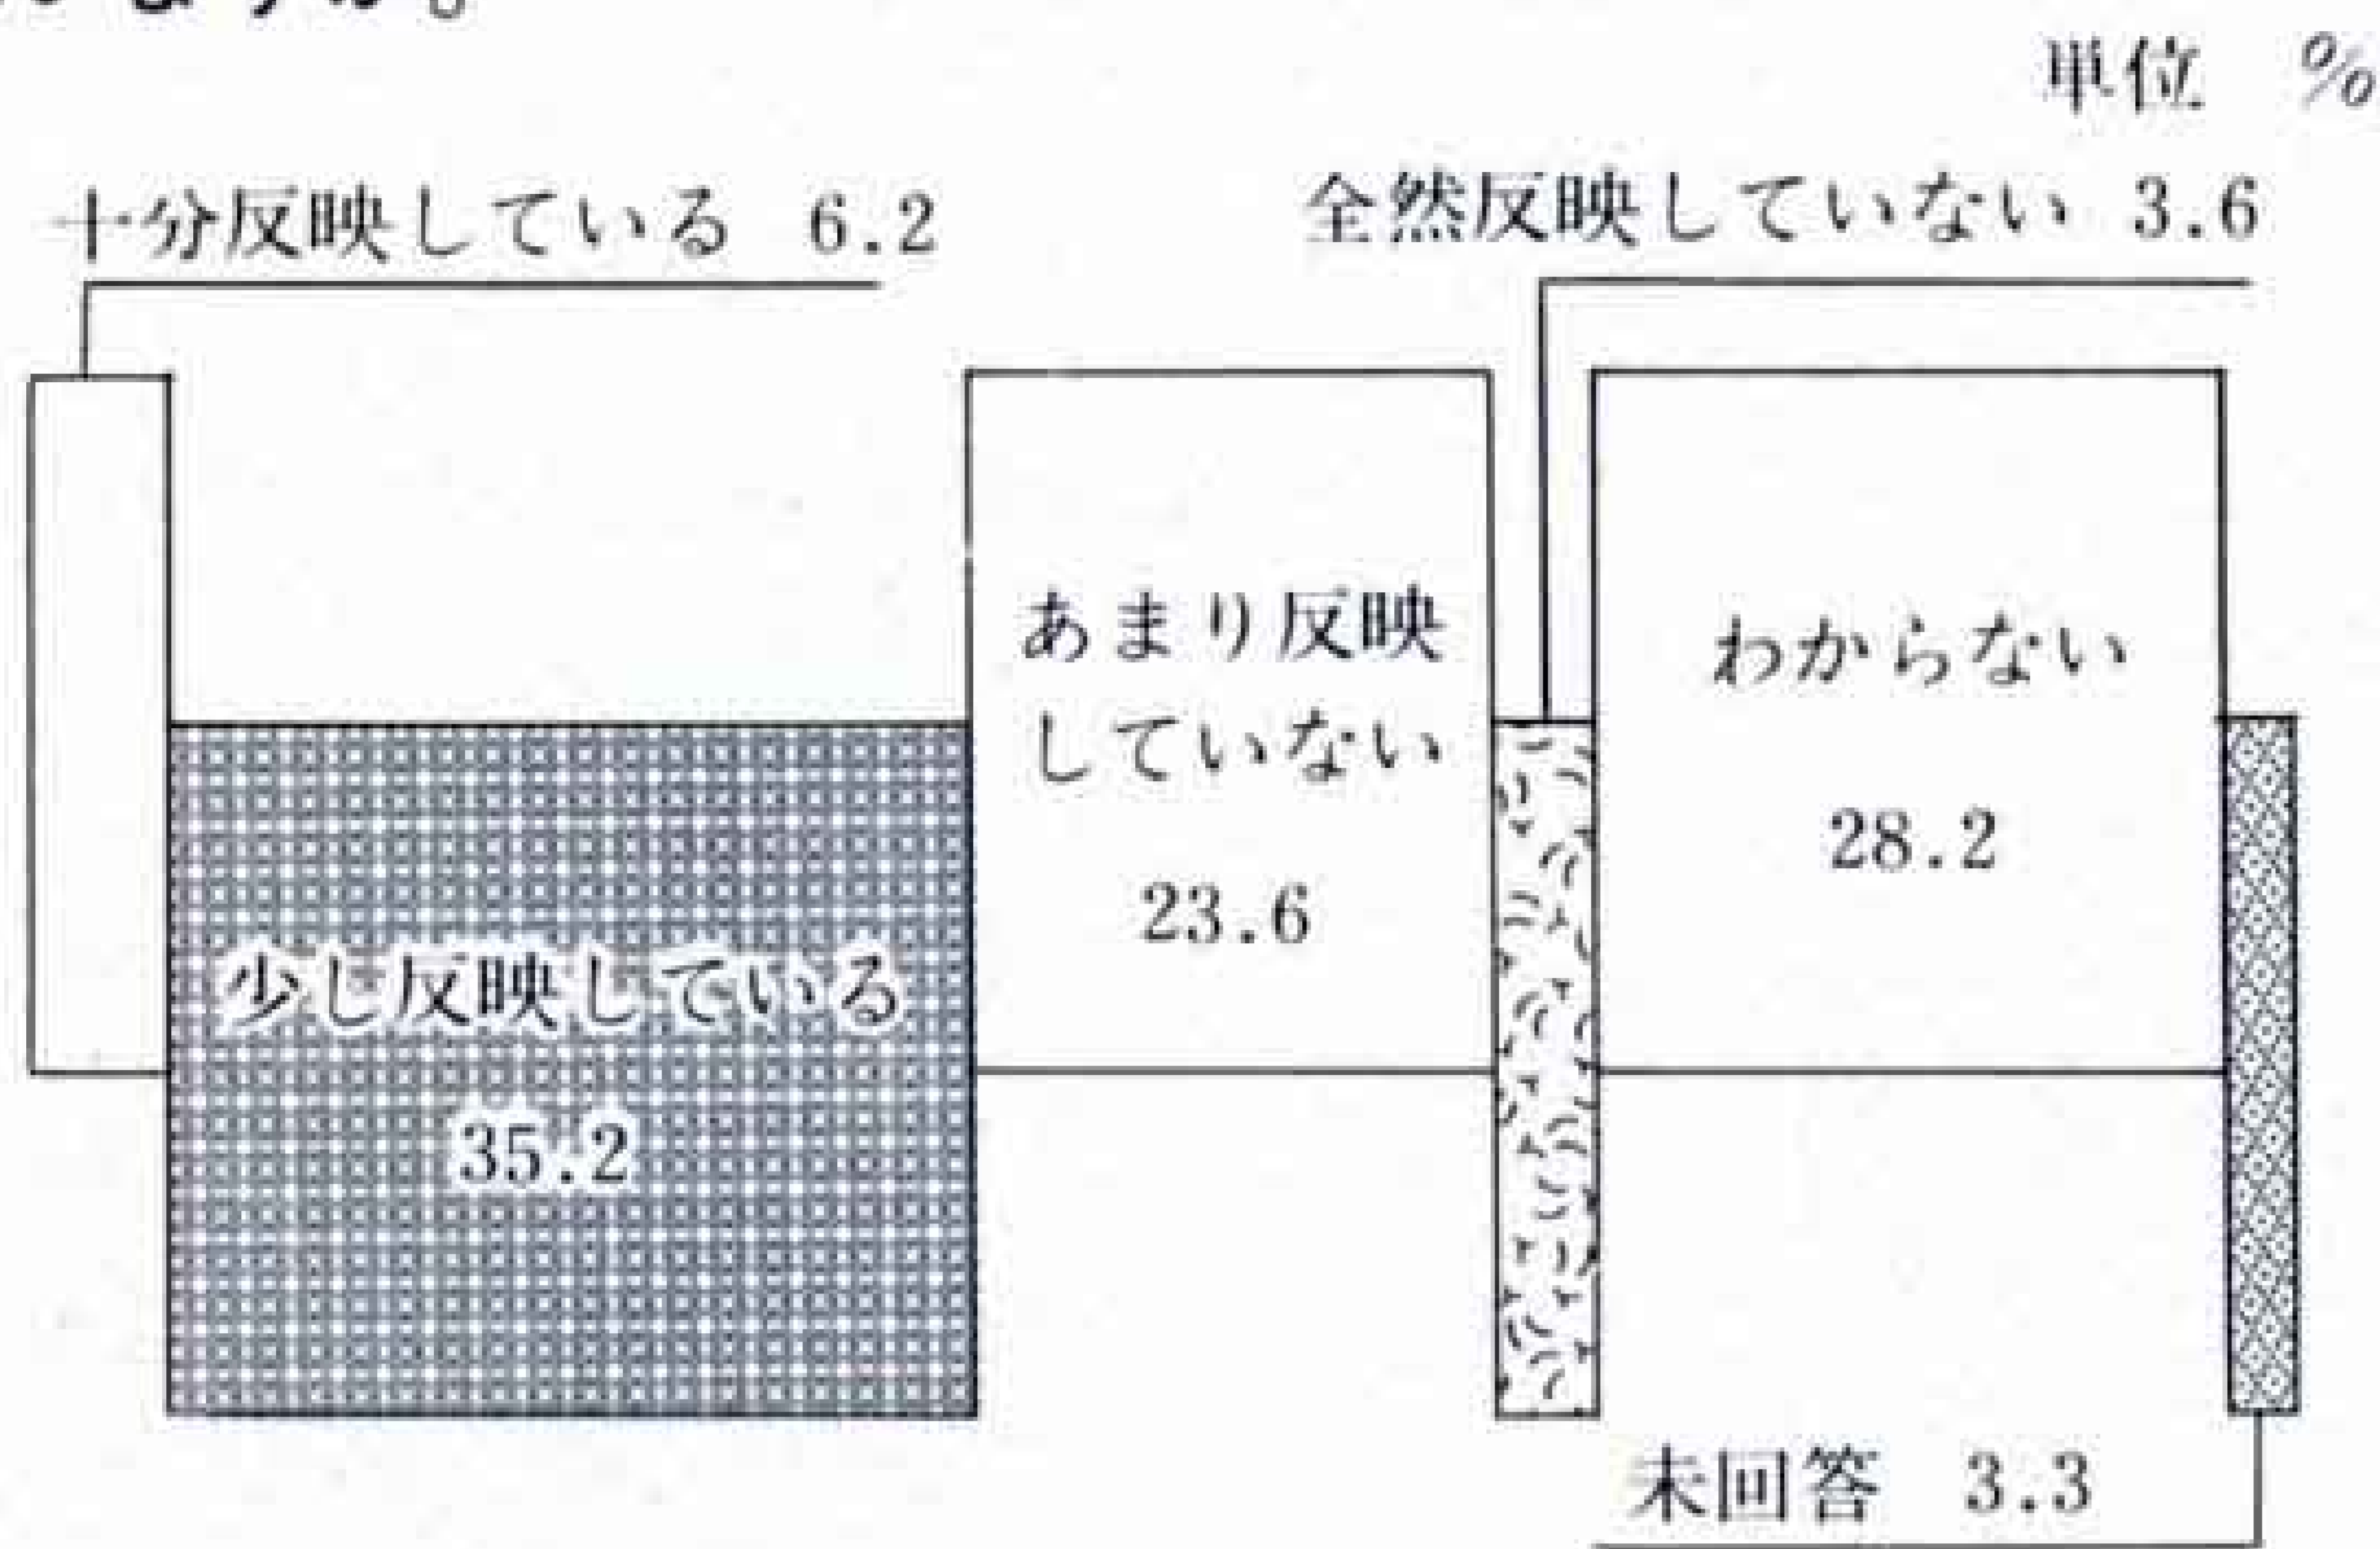 単位 %
十分反映している 6.2
全然反映していない 3.6
あまり反映
していない
23.6
わからない
28.2
少し反映している
35.2
未回答 3.3